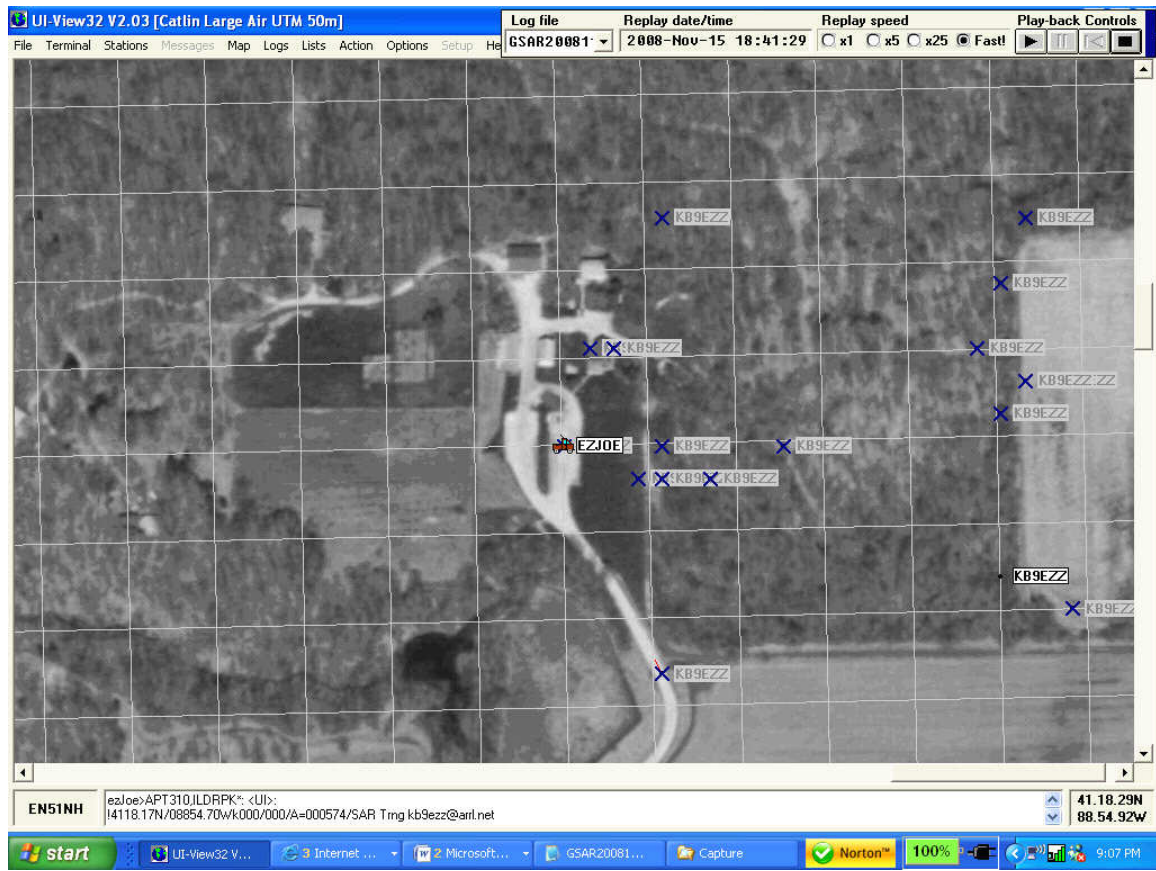 UI-View32 V2.03 [Catlin Large Air UTM 50m]
Log file Replay date/time Replay speed Play-back Controls
File Terminal Stations Messages Map Logs Lists Action Options Setup He
GSAR20081 2008-Nov-15 18:41:29 x1 x5 x25 Fast!
KB9EZZ KB9EZZ
KB9EZZ
KB9EZZ KB9EZZ
KB9EZZ
KB9EZZ
EZJOE KB9EZZ KB9EZZ
KB9 KB9EZZ
KB9EZZ
KB9EZZ
KB9EZZ
EN51NH
ezJoe>APT310,ILDRPK*: <UI>:
!4118.17N/08854.70Wk000/000/A=000574/SAR Trng kb9ezz@arrl.net
41.18.29N
88.54.92W
start UI-View32 V... 3 Internet ... 2 Microsoft... GSAR20081... Capture Norton™ 100% 9:07 PM